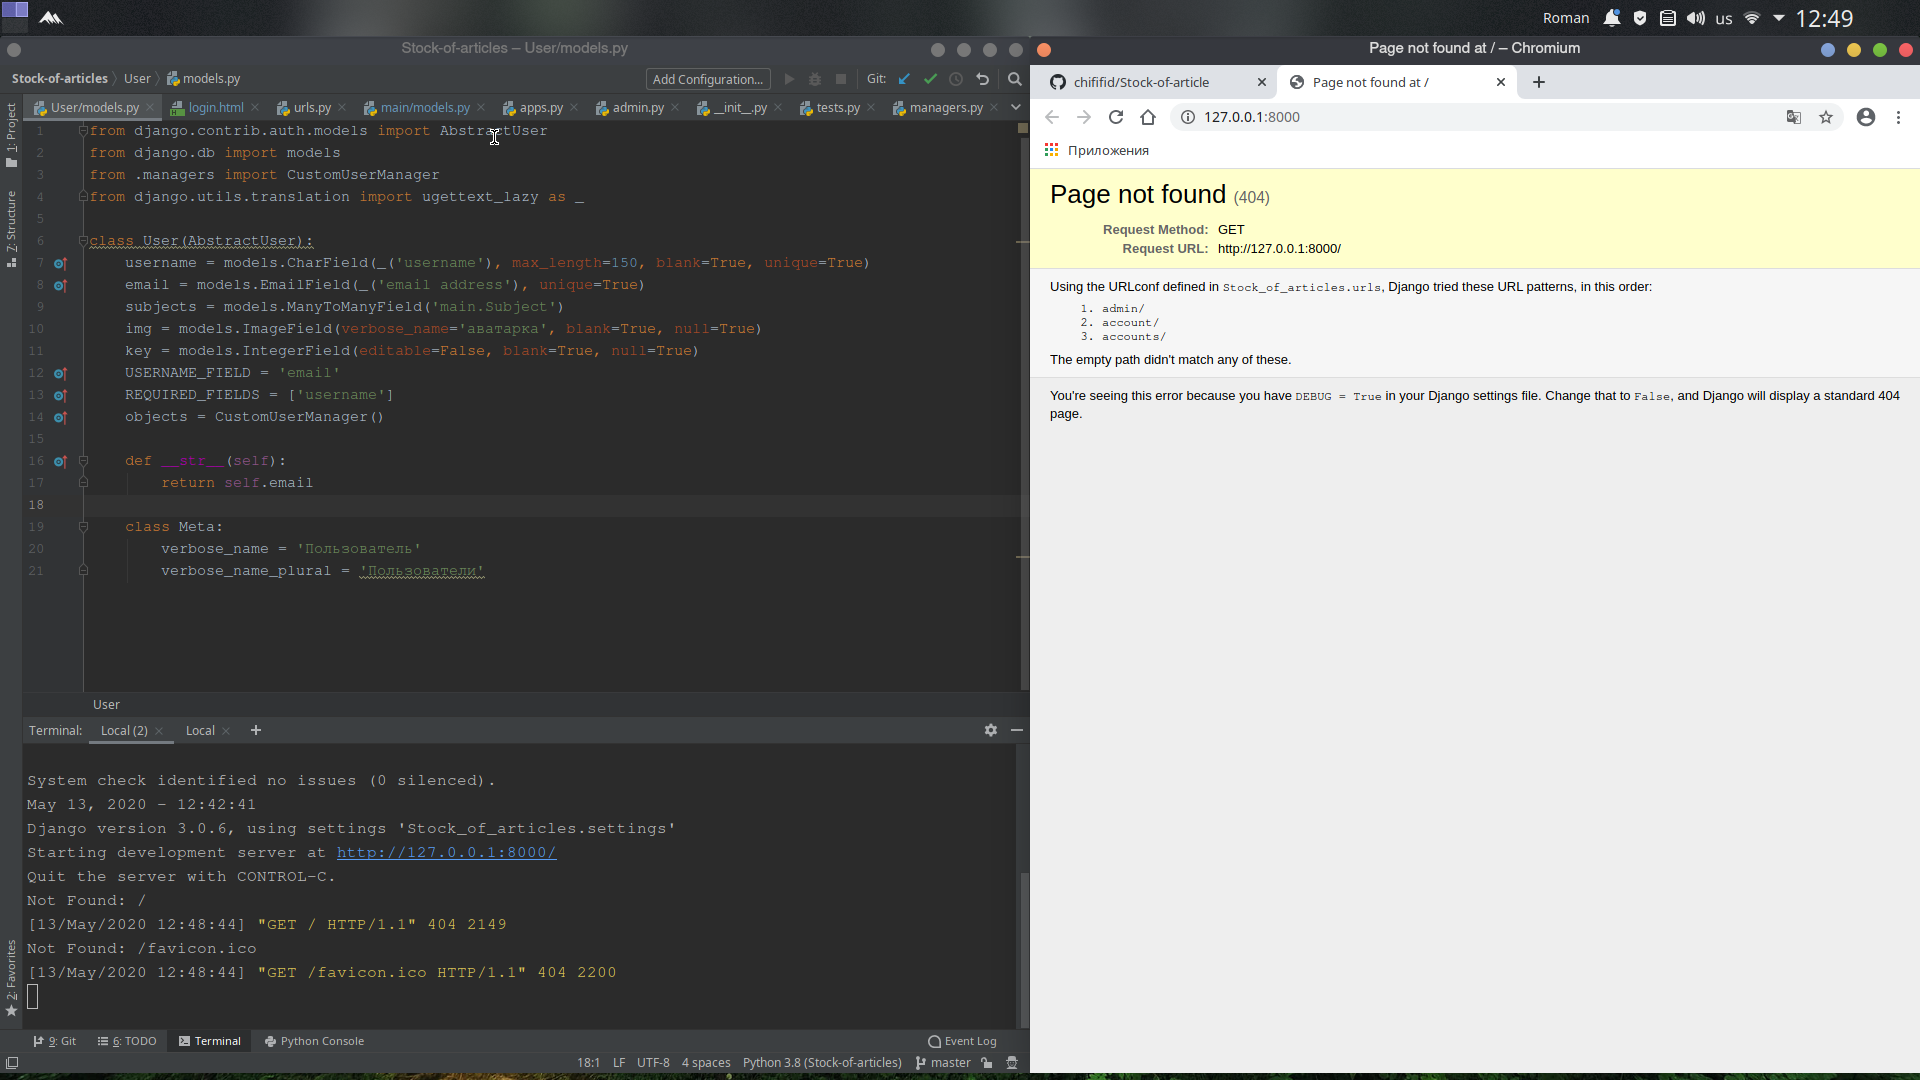 Roman us 12:49
Stock-of-articles – User/models.py
Stock-of-articles User models.py Add Configuration... Git:
User/models.py login.html urls.py main/models.py apps.py admin.py __init__.py tests.py managers.py
1: Project
7: Structure
2: Favorites
1 from django.contrib.auth.models import AbstractUser
2 from django.db import models
3 from .managers import CustomUserManager
4 from django.utils.translation import ugettext_lazy as _
5
6 class User(AbstractUser):
7 username = models.CharField(_('username'), max_length=150, blank=True, unique=True)
8 email = models.EmailField(_('email address'), unique=True)
9 subjects = models.ManyToManyField('main.Subject')
10 img = models.ImageField(verbose_name='аватарка', blank=True, null=True)
11 key = models.IntegerField(editable=False, blank=True, null=True)
12 USERNAME_FIELD = 'email'
13 REQUIRED_FIELDS = ['username']
14 objects = CustomUserManager()
15
16 def __str__(self):
17 return self.email
18
19 class Meta:
20 verbose_name = 'Пользователь'
21 verbose_name_plural = 'Пользователи'
User
Terminal: Local (2) Local
System check identified no issues (0 silenced).
May 13, 2020 - 12:42:41
Django version 3.0.6, using settings 'Stock_of_articles.settings'
Starting development server at http://127.0.0.1:8000/
Quit the server with CONTROL-C.
Not Found: /
[13/May/2020 12:48:44] "GET / HTTP/1.1" 404 2149
Not Found: /favicon.ico
[13/May/2020 12:48:44] "GET /favicon.ico HTTP/1.1" 404 2200
9: Git 6: TODO Terminal Python Console Event Log
18:1 LF UTF-8 4 spaces Python 3.8 (Stock-of-articles) master
Page not found at / – Chromium
chififid/Stock-of-article Page not found at /
127.0.0.1:8000
Приложения
Page not found (404)
Request Method: GET
Request URL: http://127.0.0.1:8000/
Using the URLconf defined in Stock_of_articles.urls, Django tried these URL patterns, in this order:
1. admin/
2. account/
3. accounts/
The empty path didn't match any of these.
You're seeing this error because you have DEBUG = True in your Django settings file. Change that to False, and Django will display a standard 404
page.